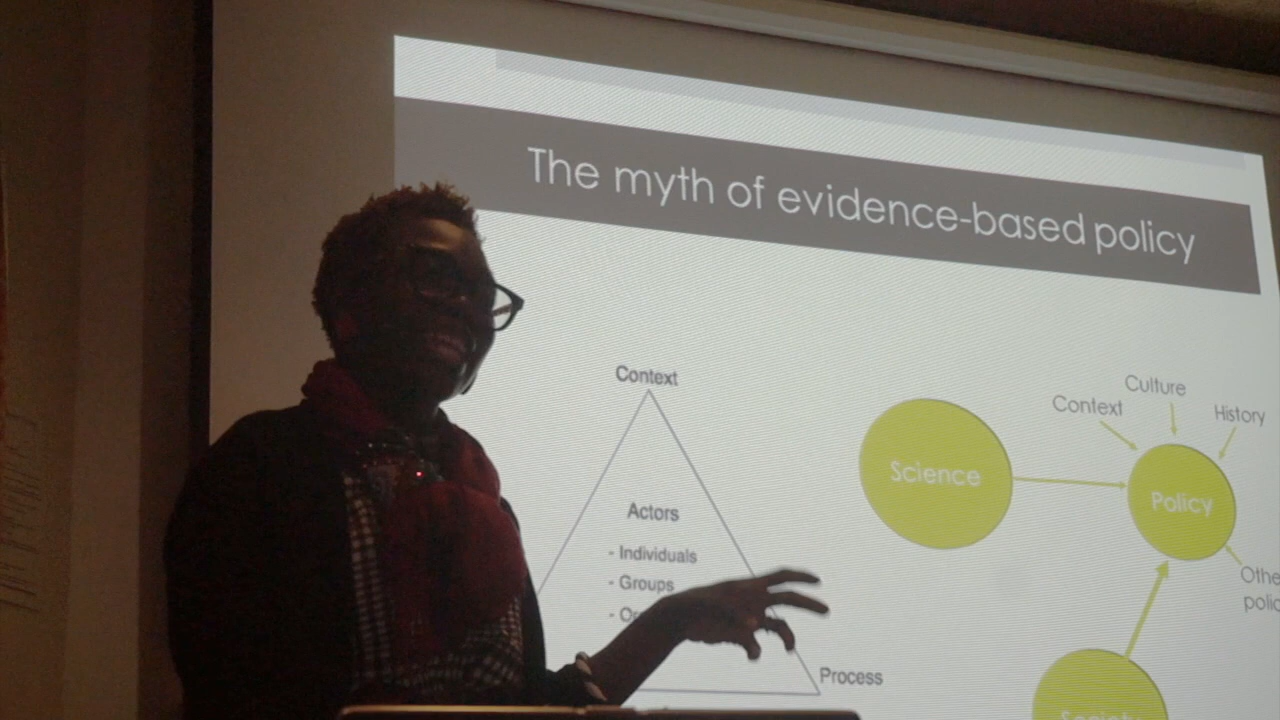 The myth of evidence-based policy
Context
Actors
- Individuals
- Groups
Process
Science
Context
Culture
History
Policy